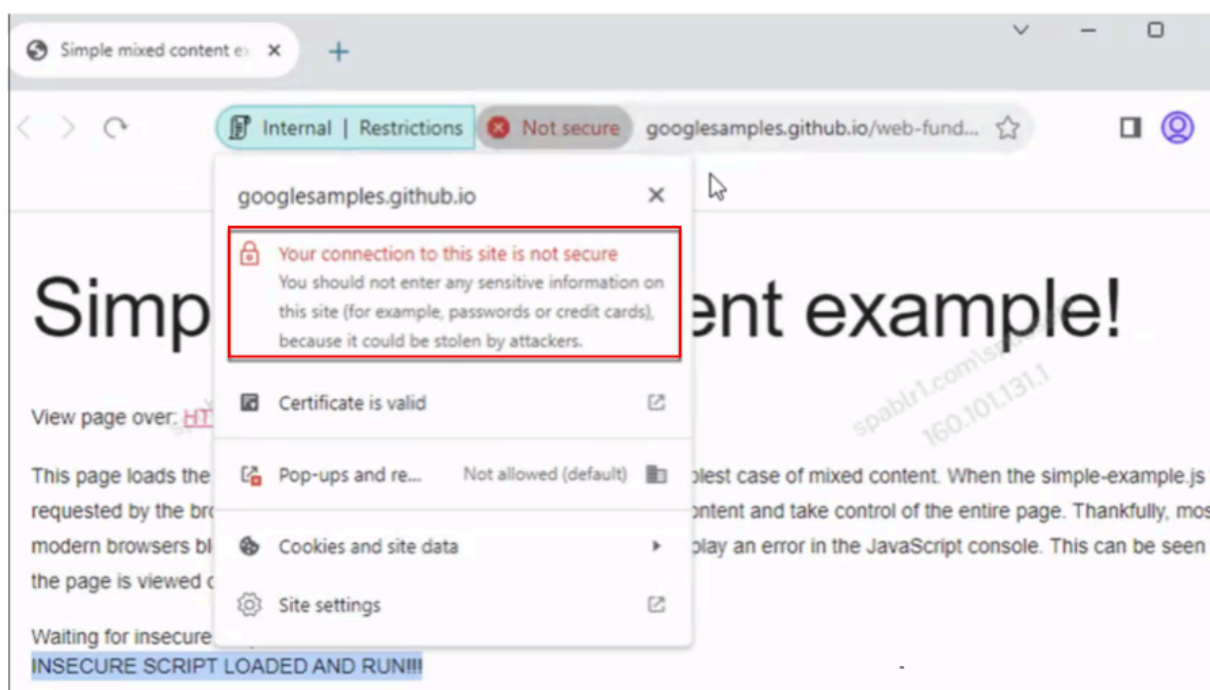 Simple mixed content e
Internal | Restrictions
Not secure
googlesamples.github.io/web-fund...
googlesamples.github.io
Your connection to this site is not secure
You should not enter any sensitive information on
this site (for example, passwords or credit cards),
because it could be stolen by attackers.
Simp
ent example!
Certificate is valid
View page over: HT
Pop-ups and re... Not allowed (default)
This page loads the
plest case of mixed content. When the simple-example.js
requested by the bro
ontent and take control of the entire page. Thankfully, mos
modern browsers bl
play an error in the JavaScript console. This can be seen
the page is viewed
Cookies and site data
Site settings
Waiting for insecure
INSECURE SCRIPT LOADED AND RUN!!!
160.101.131.1